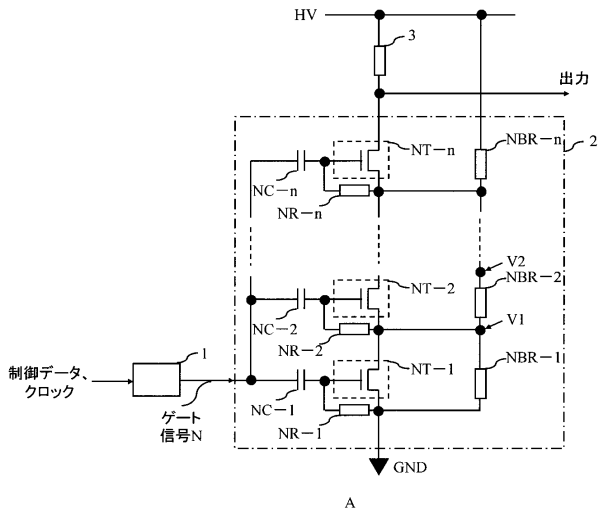 HV
3
出力
2
NT－n
NBR－n
NC－n
NR－n
V2
NT－2
NBR－2
NC－2
V1
NR－2
1
NT－1
NBR－1
制御データ、
クロック
ゲート
信号N
NC－1
NR－1
GND
A